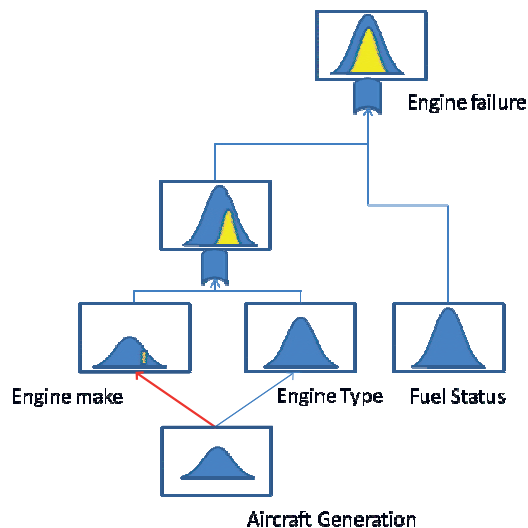 Engine failure
Engine make
Engine Type
Fuel Status
Aircraft Generation